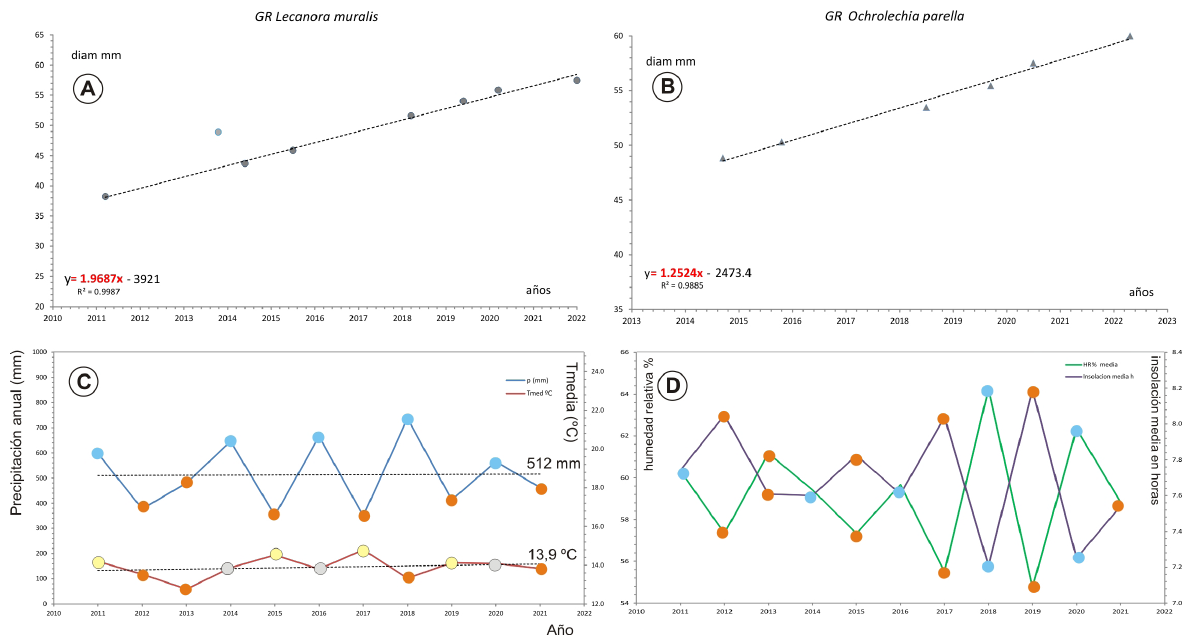 GR Lecanora muralis
65
60
55
50
45
40
35
30
25
20
diam mm
A
y= 1.9687x - 3921
R² = 0.9987
años
2010 2011 2012 2013 2014 2015 2016 2017 2018 2019 2020 2021 2022
GR Ochrolechia parella
60
55
50
45
40
35
diam mm
B
y= 1.2524x - 2473.4
R² = 0.9885
años
2013 2014 2015 2016 2017 2018 2019 2020 2021 2022 2023
Precipitación anual (mm)
1000
900
800
700
600
500
400
300
200
100
0
C
p (mm)
Tmed ºC
512 mm
13,9 ºC
Tmedia (ºC)
24.0
22.0
20.0
18.0
16.0
14.0
12.0
2010 2011 2012 2013 2014 2015 2016 2017 2018 2019 2020 2021 2022
Año
humedad relativa %
66
64
62
60
58
56
54
D
HR% media
Insolacion media h
insolación media en horas
8.4
8.2
8.0
7.8
7.6
7.4
7.2
7.0
2010 2011 2012 2013 2014 2015 2016 2017 2018 2019 2020 2021 2022